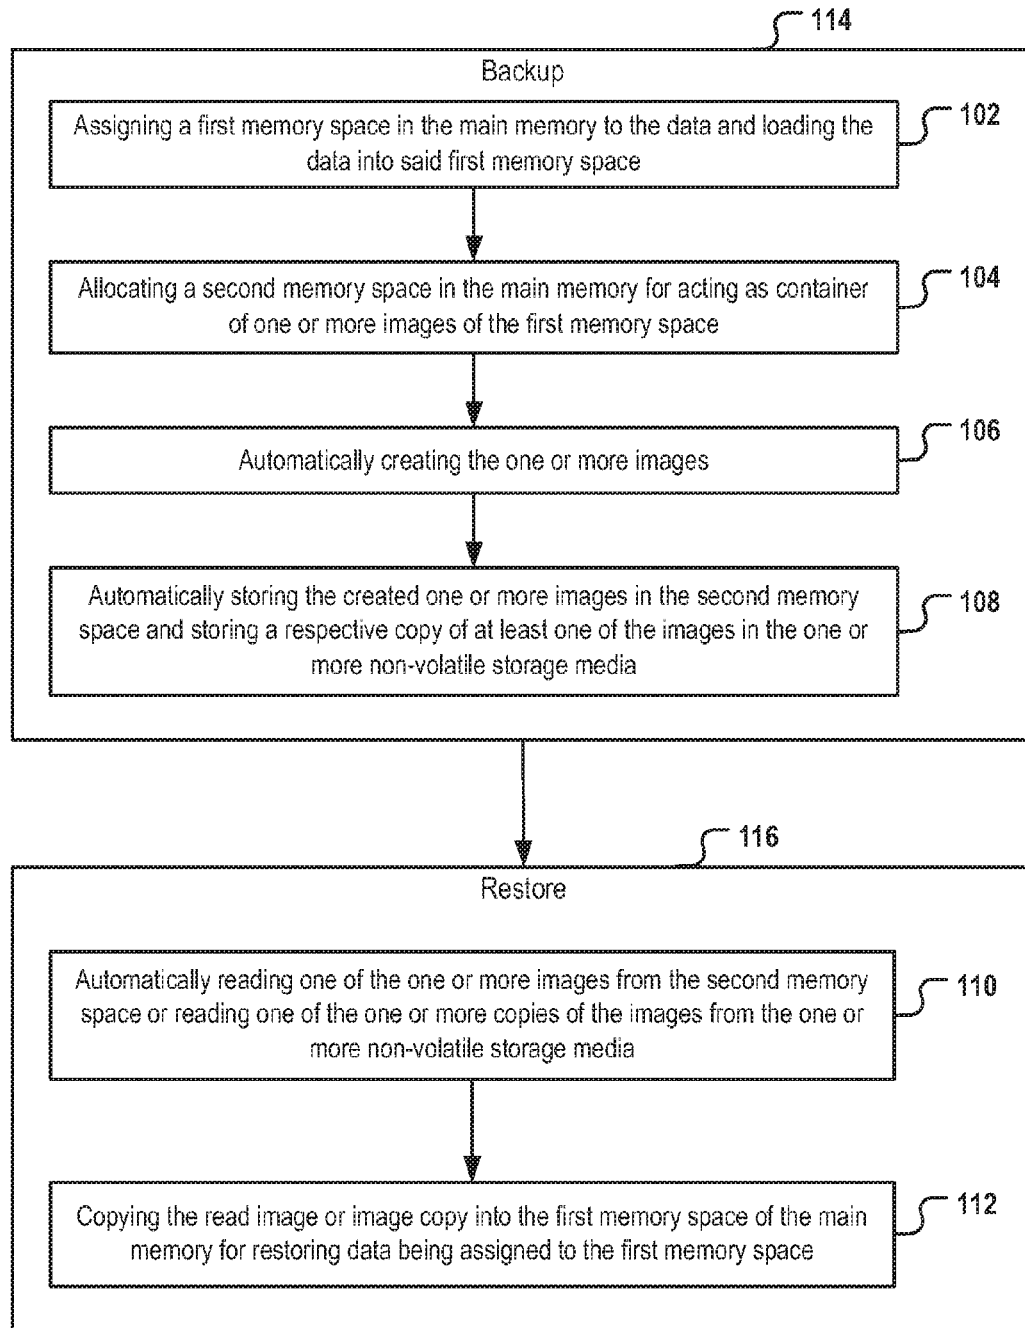 114
Backup
Assigning a first memory space in the main memory to the data and loading the
data into said first memory space
102
Allocating a second memory space in the main memory for acting as container
of one or more images of the first memory space
104
Automatically creating the one or more images
106
Automatically storing the created one or more images in the second memory
space and storing a respective copy of at least one of the images in the one or
more non-volatile storage media
108
116
Restore
Automatically reading one of the one or more images from the second memory
space or reading one of the one or more copies of the images from the one or
more non-volatile storage media
110
Copying the read image or image copy into the first memory space of the main
memory for restoring data being assigned to the first memory space
112